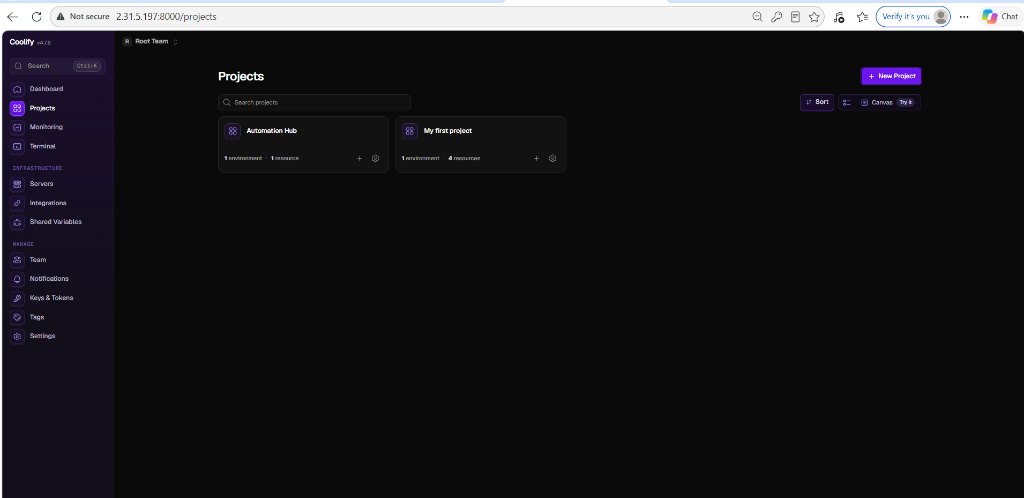 Not secure 2.31.5.197:8000/projects
Verify it's you
Chat
Coolify
Root Team
Search Ctrl+K
Dashboard
Projects
Monitoring
Terminal
INFRASTRUCTURE
Servers
Integrations
Shared Variables
MANAGE
Team
Notifications
Keys & Tokens
Tags
Settings
Projects
+ New Project
Search projects
Sort
Canvas Try it
Automation Hub
1 environment · 1 resource
My first project
1 environment · 4 resources